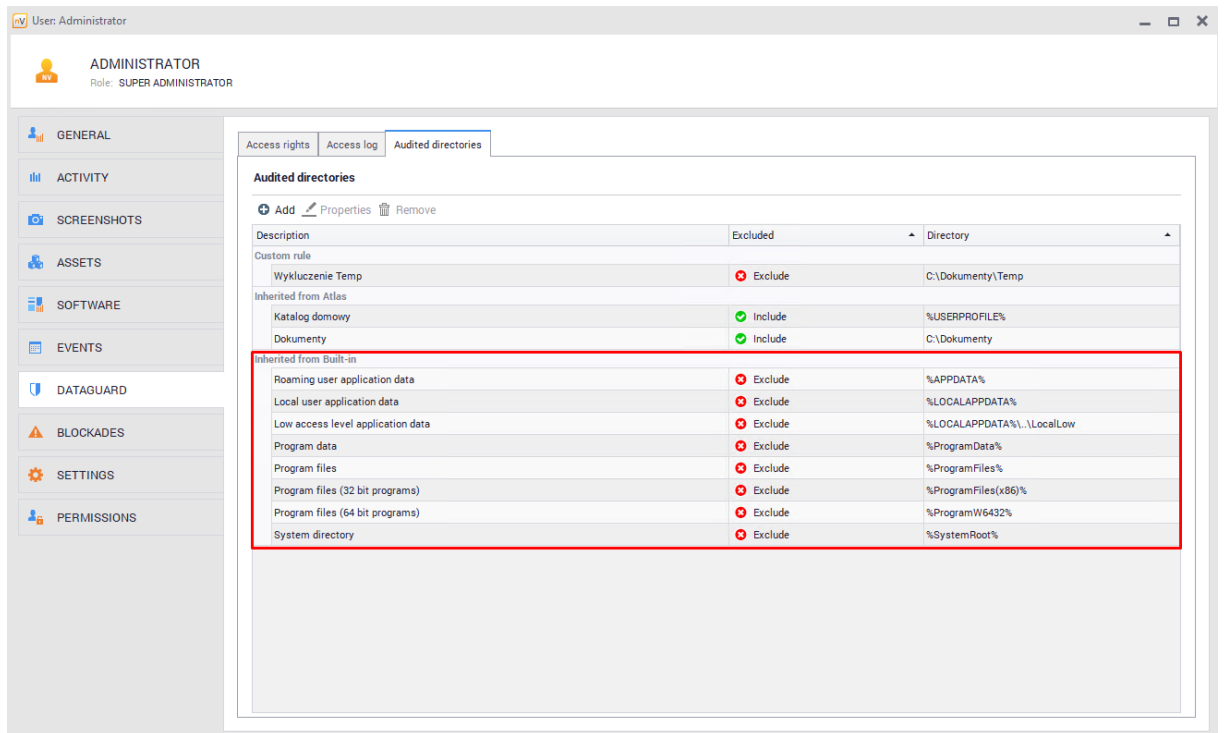 nV User: Administrator
ADMINISTRATOR
NV
Role: SUPER ADMINISTRATOR
GENERAL
ACTIVITY
SCREENSHOTS
ASSETS
SOFTWARE
EVENTS
DATAGUARD
BLOCKADES
SETTINGS
PERMISSIONS
Access rights Access log Audited directories
Audited directories
Add Properties Remove
Description Excluded Directory
Custom rule
Wykluczenie Temp Exclude C:\Dokumenty\Temp
Inherited from Atlas
Katalog domowy Include %USERPROFILE%
Dokumenty Include C:\Dokumenty
Inherited from Built-in
Roaming user application data Exclude %APPDATA%
Local user application data Exclude %LOCALAPPDATA%
Low access level application data Exclude %LOCALAPPDATA%\..\LocalLow
Program data Exclude %ProgramData%
Program files Exclude %ProgramFiles%
Program files (32 bit programs) Exclude %ProgramFiles(x86)%
Program files (64 bit programs) Exclude %ProgramW6432%
System directory Exclude %SystemRoot%